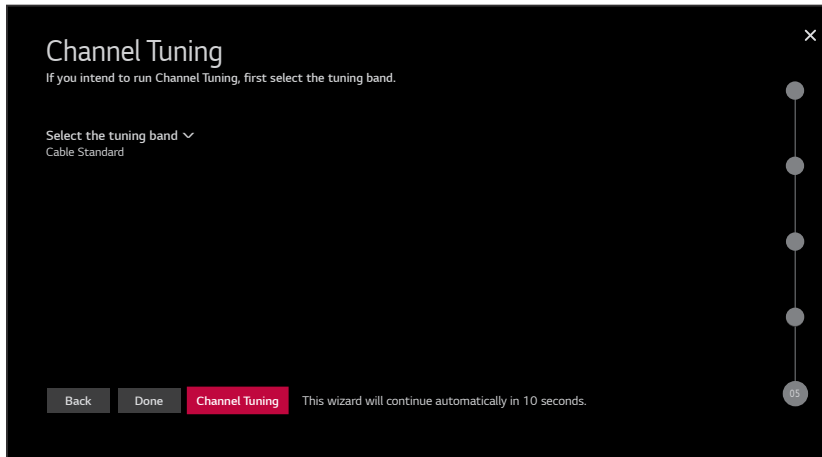 Channel Tuning
If you intend to run Channel Tuning, first select the tuning band.
Select the tuning band
Cable Standard
Back
Done
Channel Tuning
This wizard will continue automatically in 10 seconds.
05